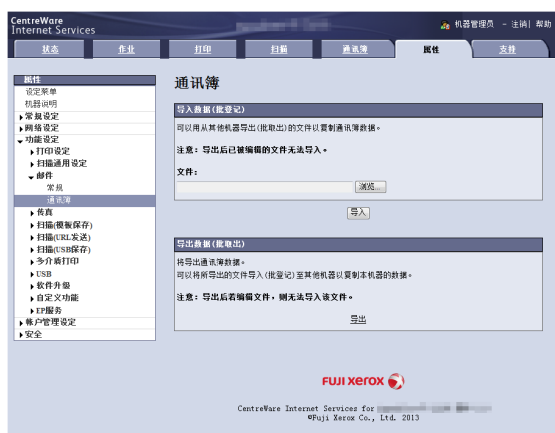 CentreWare
Internet Services
机器管理员 - 注销| 帮助
状态 作业 打印 扫描 通讯簿 属性 支持
属性
设定菜单
机器说明
常规设定
网络设定
功能设定
打印设定
扫描通用设定
邮件
常规
通讯簿
传真
扫描(模板保存)
扫描(URL发送)
扫描(USB保存)
多介质打印
USB
软件升级
自定义功能
EP服务
帐户管理设定
安全
通讯簿
导入数据(批登记)
可以用从其他机器导出(批取出)的文件以复制通讯簿数据。
注意：导出后已被编辑的文件无法导入。
文件:
浏览...
导入
导出数据(批取出)
将导出通讯簿数据。
可以将所导出的文件导入(批登记)至其他机器以复制本机器的数据。
注意：导出后若编辑文件，则无法导入该文件。
导出
FUJI xerox
CentreWare Internet Services for
©Fuji Xerox Co., Ltd. 2013